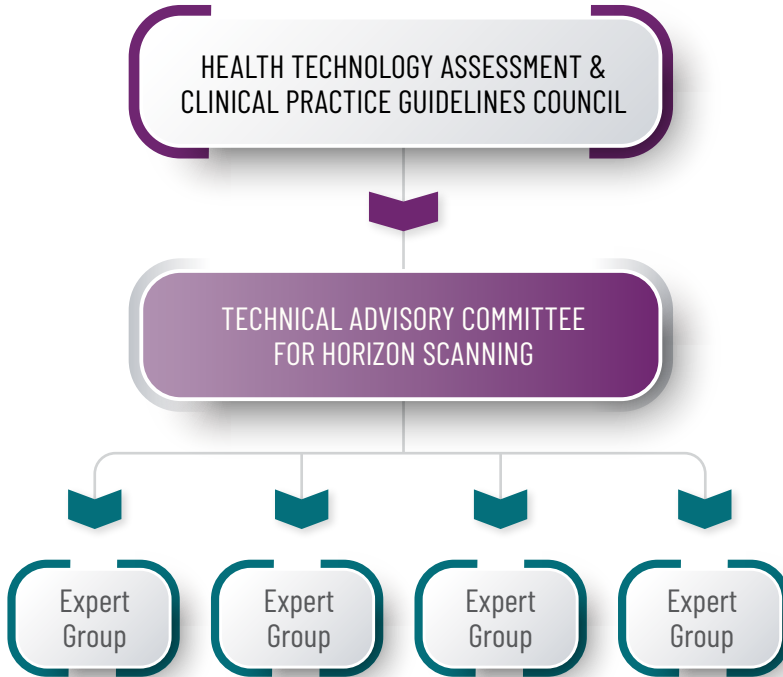 HEALTH TECHNOLOGY ASSESSMENT &
CLINICAL PRACTICE GUIDELINES COUNCIL
TECHNICAL ADVISORY COMMITTEE
FOR HORIZON SCANNING
Expert
Group
Expert
Group
Expert
Group
Expert
Group